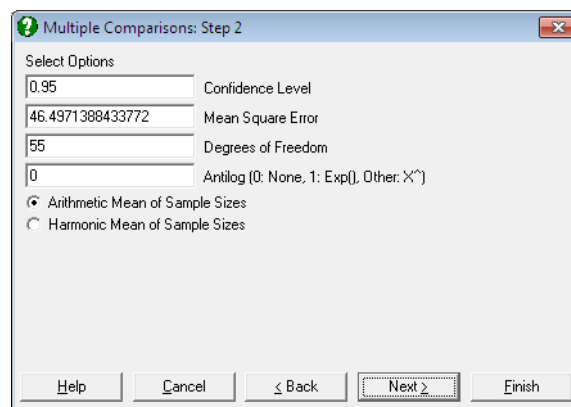 Multiple Comparisons: Step 2
Select Options
0.95 Confidence Level
46.4971388433772 Mean Square Error
55 Degrees of Freedom
0 Antilog (0: None, 1: Exp(), Other: X^)
Arithmetic Mean of Sample Sizes
Harmonic Mean of Sample Sizes
Help Cancel < Back Next > Finish